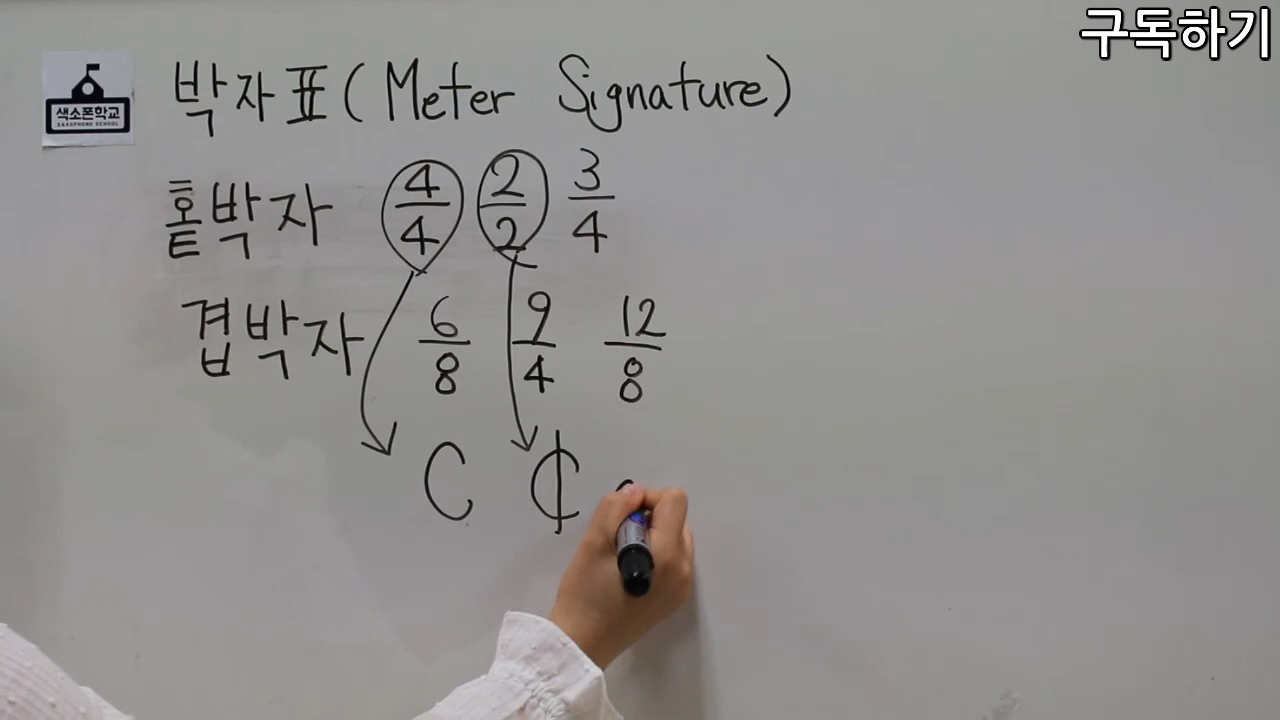 구독하기
색소폰학교
SAXOPHONE SCHOOL
박자표(Meter Signature)
홑박자 4/4 2/2 3/4
겹박자 6/8 9/4 12/8
C ¢